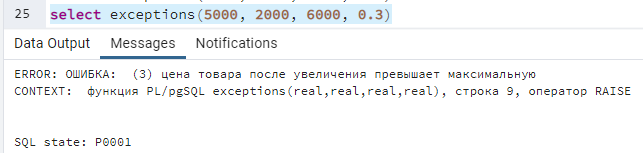 25 select exceptions(5000, 2000, 6000, 0.3)
Data Output Messages Notifications
ERROR: ОШИБКА: (3) цена товара после увеличения превышает максимальную
CONTEXT: функция PL/pgSQL exceptions(real,real,real,real), строка 9, оператор RAISE
SQL state: P0001